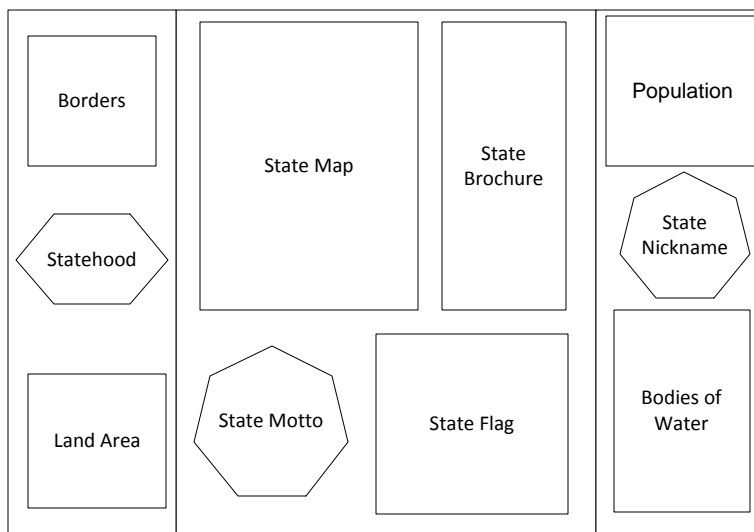 Borders
Statehood
Land Area
State Map
State
Brochure
State Motto
State Flag
Population
State
Nickname
Bodies of
Water